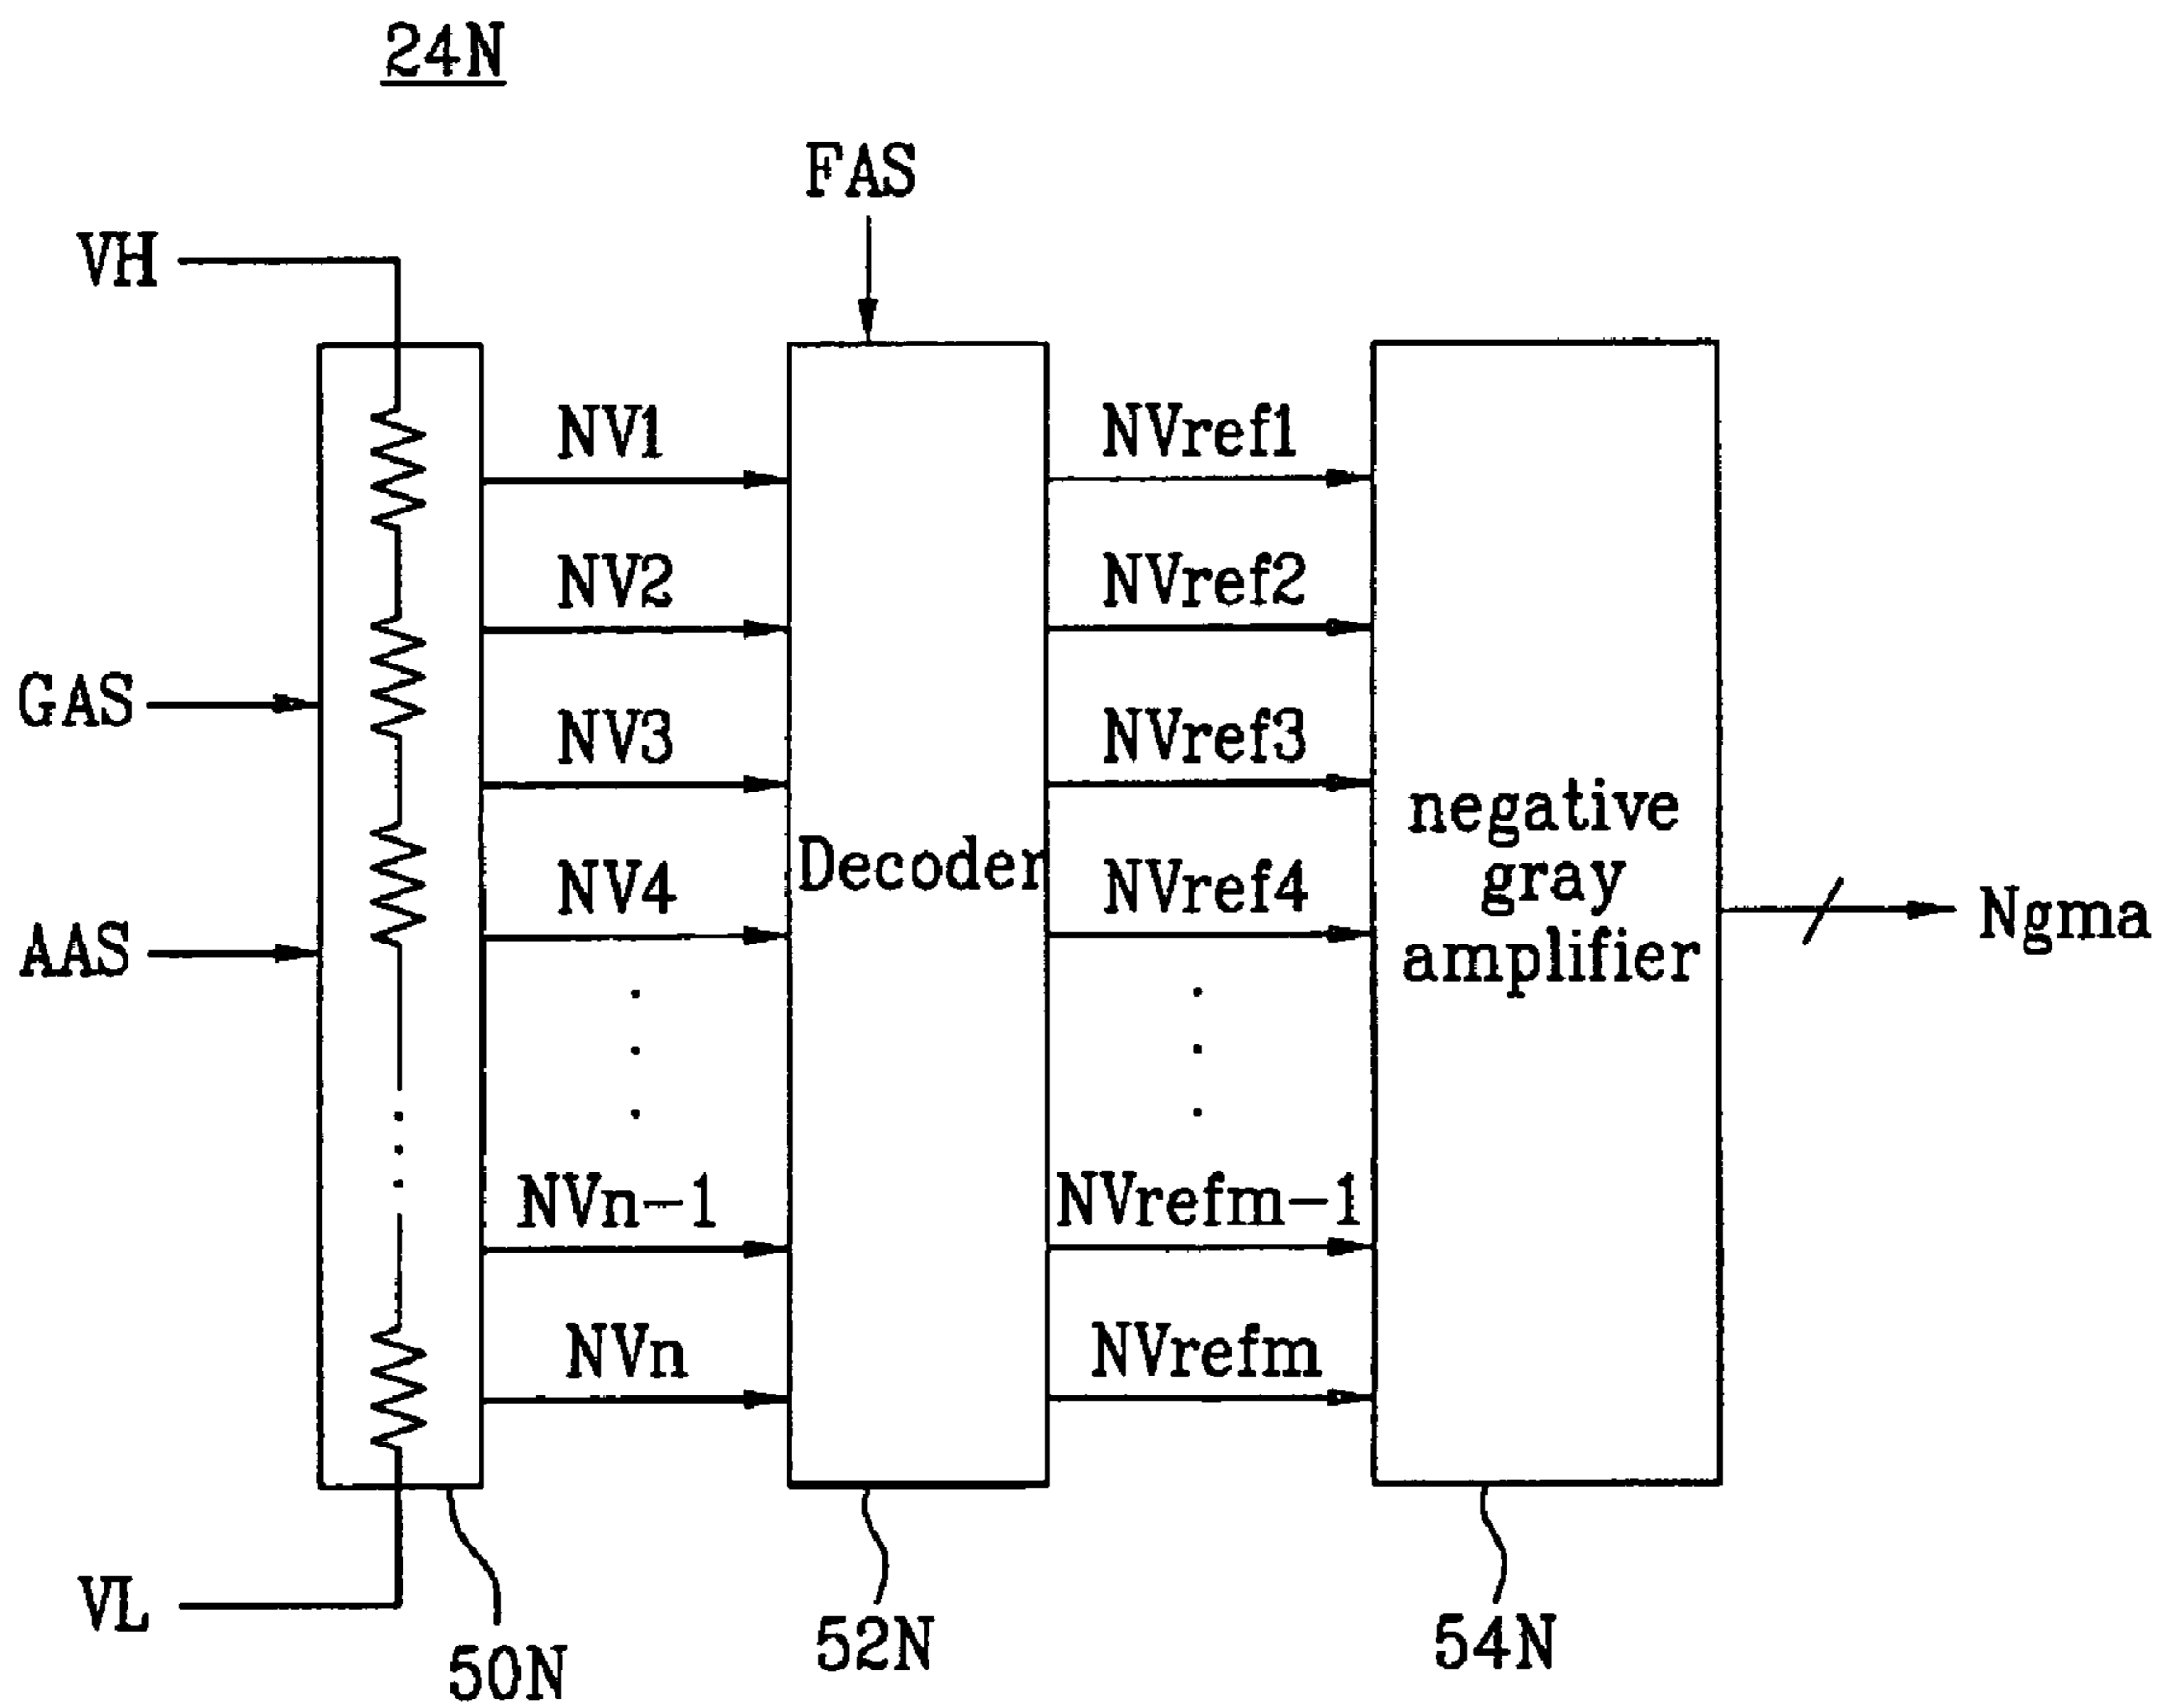 24N
FAS
VH
NV1
NVref1
NV2
NVref2
GAS
NV3
NVref3
negative
gray
amplifier
Decoder
NV4
NVref4
AAS
Ngma
NVn-1
NVrefm-1
NVn
NVrefm
VL
50N
52N
54N